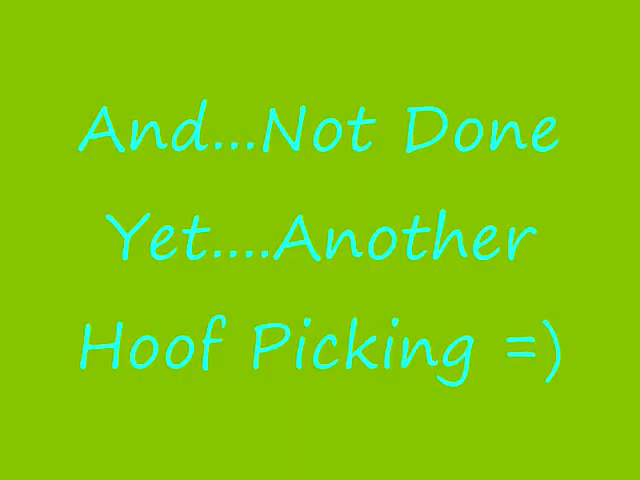 And...Not Done
Yet....Another
Hoof Picking =)